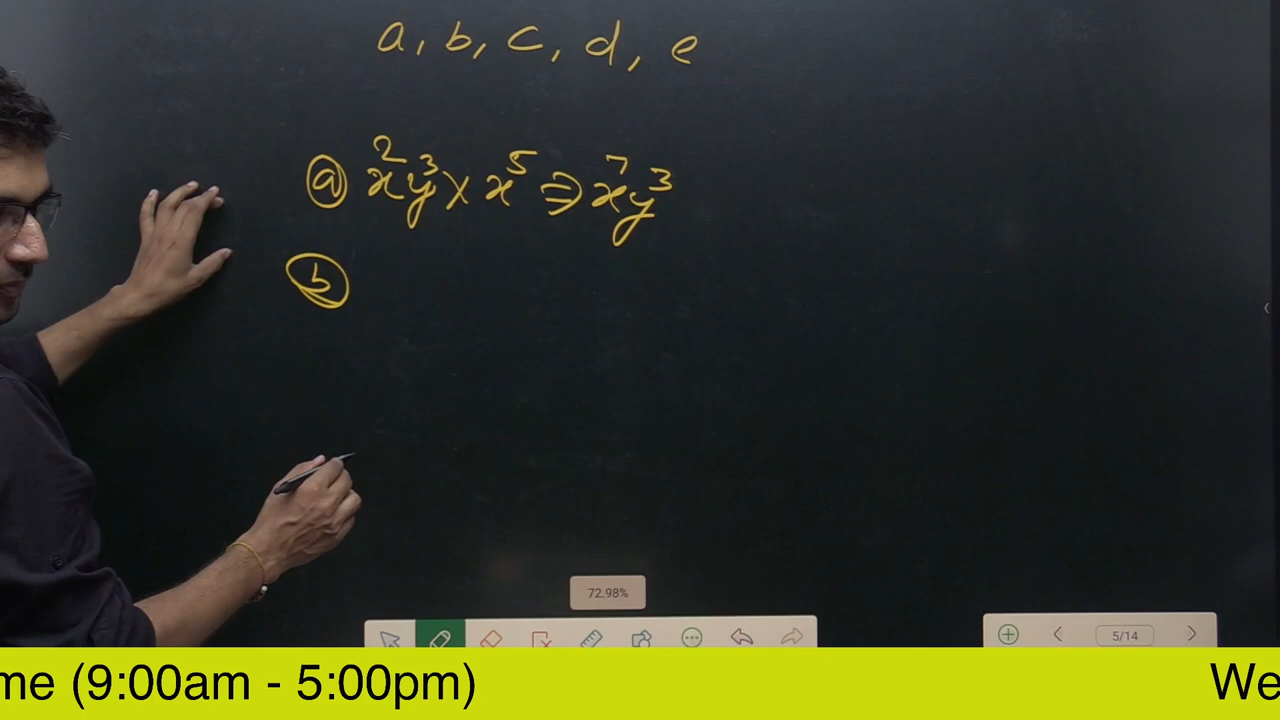 a, b, c, d, e
ⓐ x²y³ × x⁵ ⇒ x⁷y³
ⓑ
72.98%
5/14
me (9:00am - 5:00pm) We